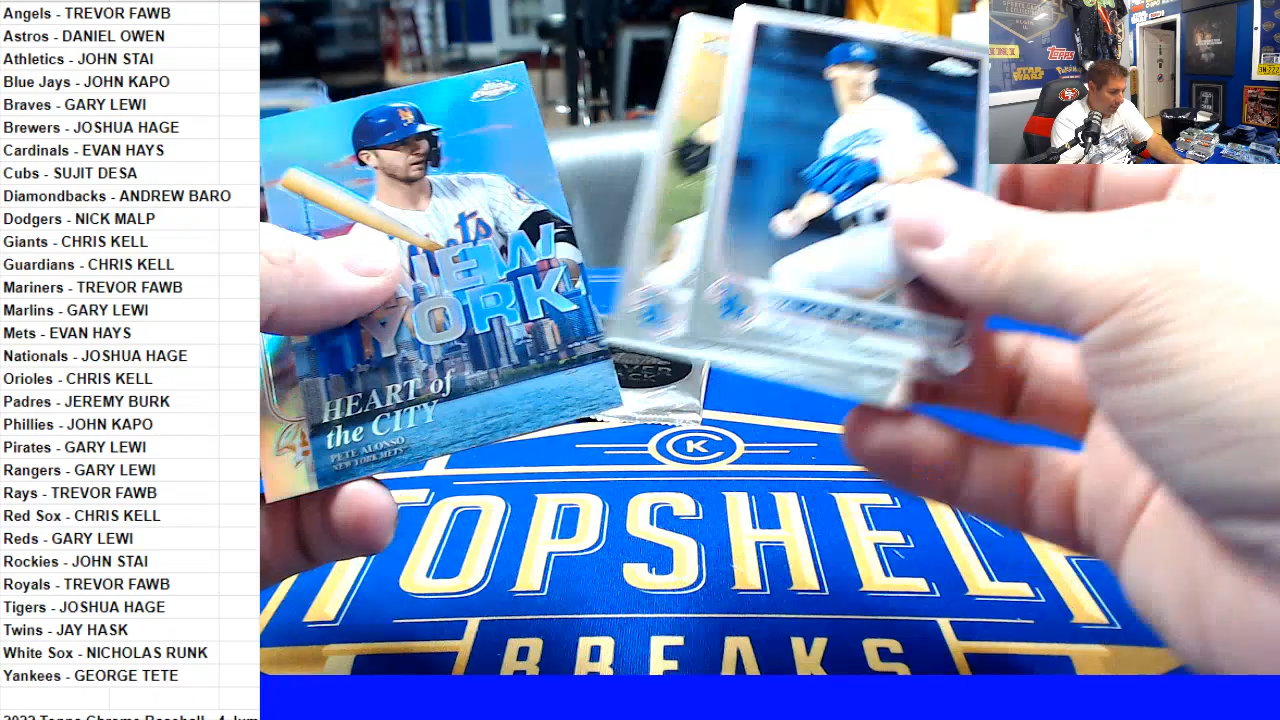 Angels - TREVOR FAWB
Astros - DANIEL OWEN
Athletics - JOHN STAI
Blue Jays - JOHN KAPO
Braves - GARY LEWI
Brewers - JOSHUA HAGE
Cardinals - EVAN HAYS
Cubs - SUJIT DESA
Diamondbacks - ANDREW BARO
Dodgers - NICK MALP
Giants - CHRIS KELL
Guardians - CHRIS KELL
Mariners - TREVOR FAWB
Marlins - GARY LEWI
Mets - EVAN HAYS
Nationals - JOSHUA HAGE
Orioles - CHRIS KELL
Padres - JEREMY BURK
Phillies - JOHN KAPO
Pirates - GARY LEWI
Rangers - GARY LEWI
Rays - TREVOR FAWB
Red Sox - CHRIS KELL
Reds - GARY LEWI
Rockies - JOHN STAI
Royals - TREVOR FAWB
Tigers - JOSHUA HAGE
Twins - JAY HASK
White Sox - NICHOLAS RUNK
Yankees - GEORGE TETE
Mets
NEW
YORK
HEART of
the CITY
PETE ALONSO
NEW YORK METS
CK
TOPSHELF
BREAKS
topps
STAR
WARS